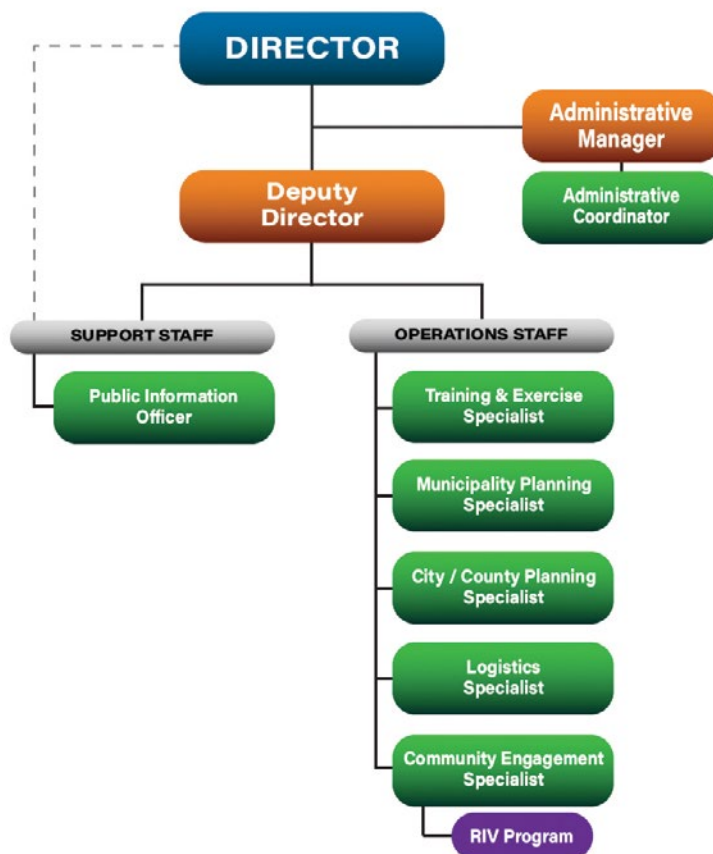 DIRECTOR
Administrative
Manager
Administrative
Coordinator
Deputy
Director
SUPPORT STAFF
Public Information
Officer
OPERATIONS STAFF
Training & Exercise
Specialist
Municipality Planning
Specialist
City / County Planning
Specialist
Logistics
Specialist
Community Engagement
Specialist
RIV Program